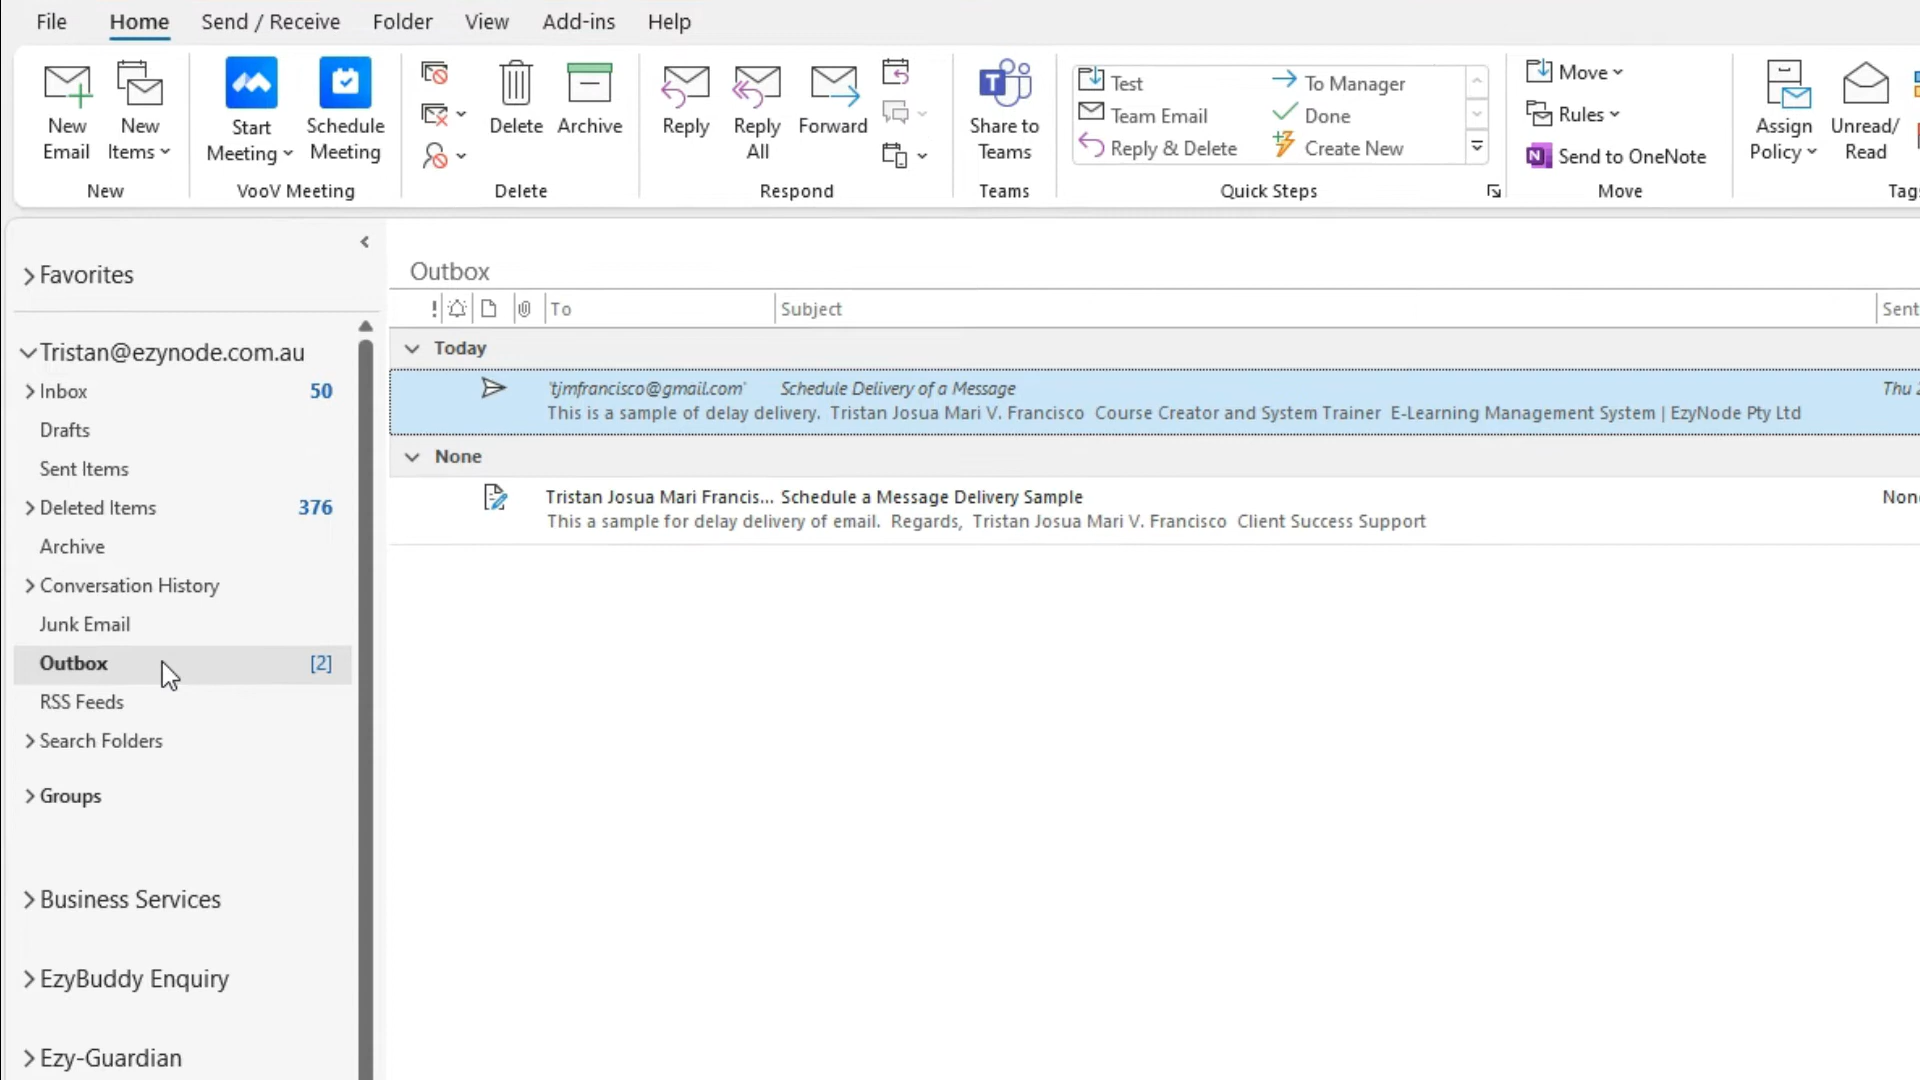 File Home Send / Receive Folder View Add-ins Help
New Email
New Items
New
Start Meeting
Schedule Meeting
VooV Meeting
Delete
Archive
Delete
Reply
Reply All
Forward
Respond
Share to Teams
Teams
Test
To Manager
Team Email
Done
Reply & Delete
Create New
Quick Steps
Move
Rules
Send to OneNote
Move
Assign Policy
Unread/ Read
Tags
Favorites
Tristan@ezynode.com.au
Inbox 50
Drafts
Sent Items
Deleted Items 376
Archive
Conversation History
Junk Email
Outbox [2]
RSS Feeds
Search Folders
Groups
Business Services
EzyBuddy Enquiry
Ezy-Guardian
Outbox
! To Subject Sent
Today
'tjmfrancisco@gmail.com' Schedule Delivery of a Message Thu 2
This is a sample of delay delivery. Tristan Josua Mari V. Francisco Course Creator and System Trainer E-Learning Management System | EzyNode Pty Ltd
None
Tristan Josua Mari Francis... Schedule a Message Delivery Sample None
This a sample for delay delivery of email. Regards, Tristan Josua Mari V. Francisco Client Success Support